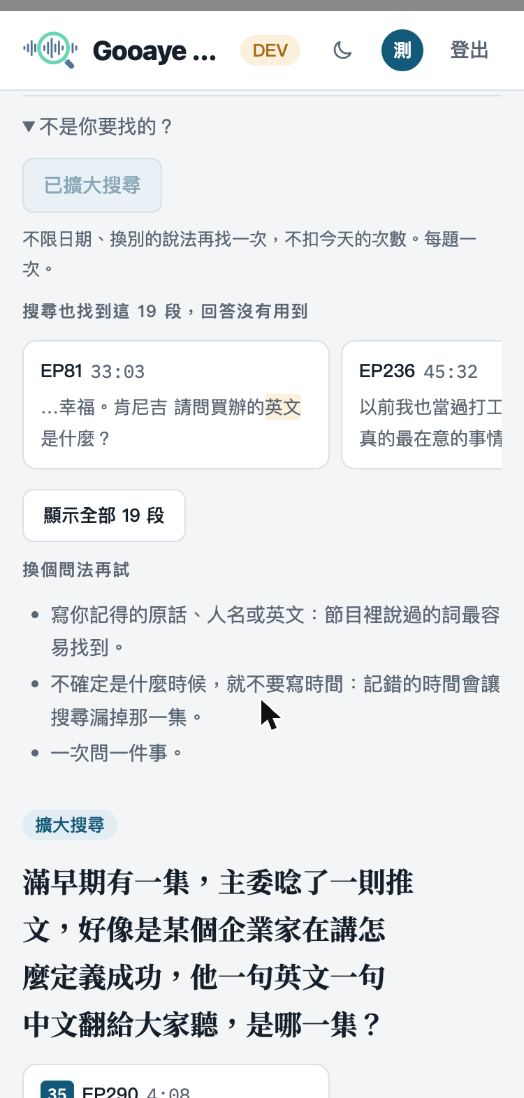 Gooaye ...
DEV
測
登出
▼不是你要找的？
已擴大搜尋
不限日期、換別的說法再找一次，不扣今天的次數。每題一
次。
搜尋也找到這 19 段，回答沒有用到
EP81 33:03
...幸福。肯尼吉 請問買辦的英文
是什麼？
EP236 45:32
以前我也當過打工
真的最在意的事情
顯示全部 19 段
換個問法再試
• 寫你記得的原話、人名或英文：節目裡說過的詞最容
易找到。
• 不確定是什麼時候，就不要寫時間：記錯的時間會讓
搜尋漏掉那一集。
• 一次問一件事。
擴大搜尋
滿早期有一集，主委唸了一則推
文，好像是某個企業家在講怎
麼定義成功，他一句英文一句
中文翻給大家聽，是哪一集？
35 EP290 4:08